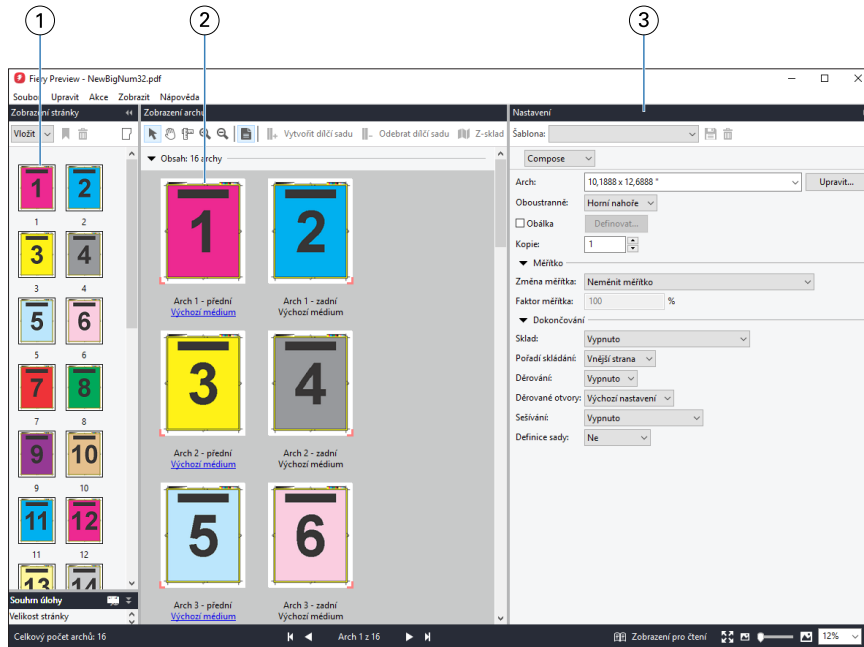 1 2 3
Fiery Preview - NewBigNum32.pdf
Soubor Upravit Akce Zobrazit Nápověda
Zobrazení stránky
Zobrazení archu
Nastavení
Vložit
Vytvořit dílčí sadu Odebrat dílčí sadu Z-sklad
Šablona:
Obsah: 16 archy
Compose
Arch: 10,1888 x 12,6888 " Upravit...
Oboustranně: Horní nahoře
Obálka Definovat...
Kopie: 1
Měřítko
Změna měřítka: Neměnit měřítko
Faktor měřítka: 100 %
Dokončování
Sklad: Vypnuto
Pořadí skládání: Vnější strana
Děrování: Vypnuto
Děrované otvory: Výchozí nastavení
Sešívání: Vypnuto
Definice sady: Ne
1 2
1 2
3 4
3 4
5 6
5 6
7 8
7 8
9 10
9 10
11 12
11 12
13 14
1 2
Arch 1 - přední Arch 1 - zadní
Výchozí médium Výchozí médium
3 4
Arch 2 - přední Arch 2 - zadní
Výchozí médium Výchozí médium
5 6
Arch 3 - přední Arch 3 - zadní
Výchozí médium Výchozí médium
Souhrn úlohy
Velikost stránky
Celkový počet archů: 16
Arch 1 z 16
Zobrazení pro čtení
12%